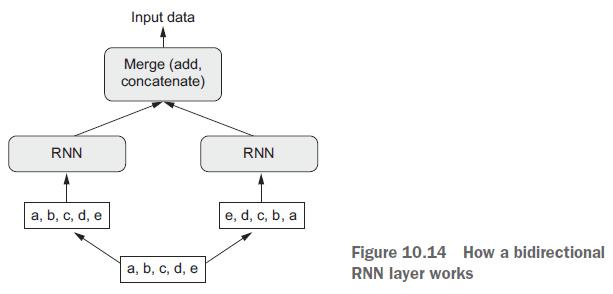 Input data
Merge (add,
concatenate)
RNN
RNN
a, b, c, d, e
e, d, c, b, a
a, b, c, d, e
Figure 10.14 How a bidirectional
RNN layer works